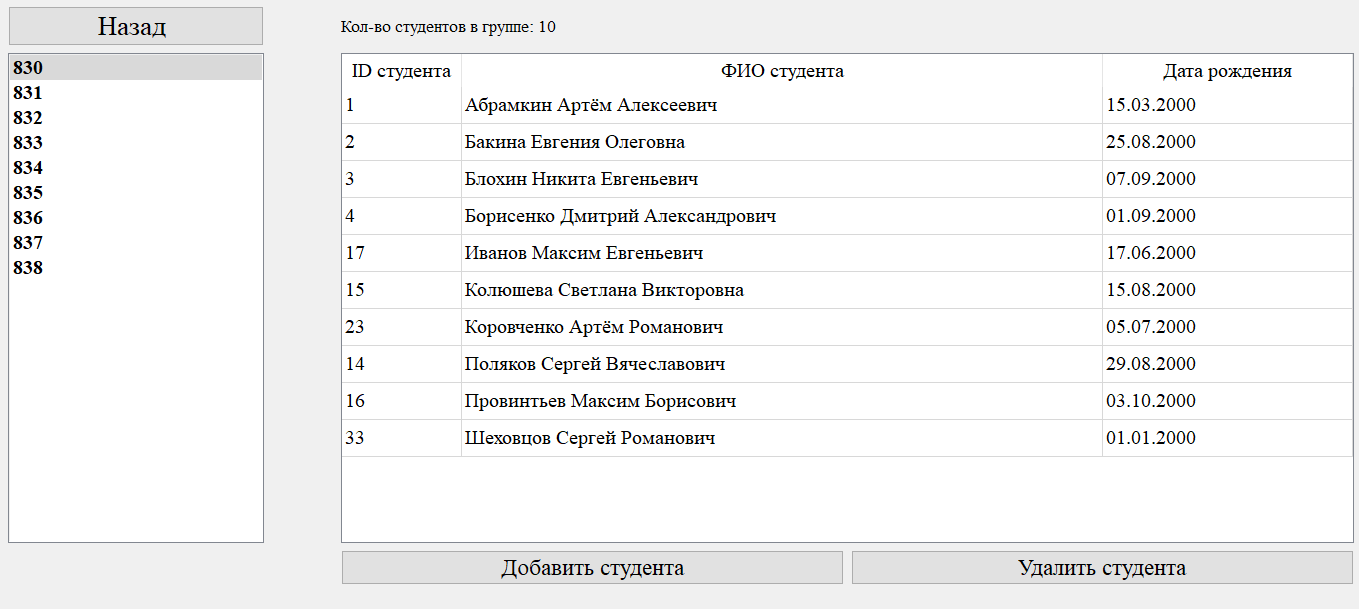 Назад
830
831
832
833
834
835
836
837
838
Кол-во студентов в группе: 10
ID студента ФИО студента Дата рождения
1 Абрамкин Артём Алексеевич 15.03.2000
2 Бакина Евгения Олеговна 25.08.2000
3 Блохин Никита Евгеньевич 07.09.2000
4 Борисенко Дмитрий Александрович 01.09.2000
17 Иванов Максим Евгеньевич 17.06.2000
15 Колюшева Светлана Викторовна 15.08.2000
23 Коровченко Артём Романович 05.07.2000
14 Поляков Сергей Вячеславович 29.08.2000
16 Провинтьев Максим Борисович 03.10.2000
33 Шеховцов Сергей Романович 01.01.2000
Добавить студента Удалить студента